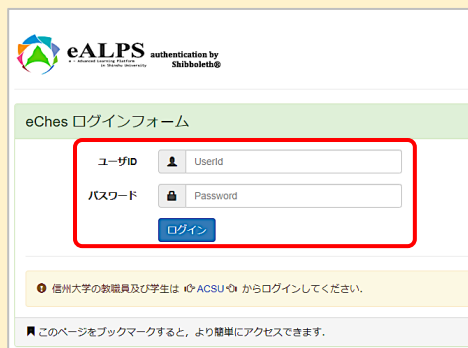 eALPS authentication by
e - Advanced Learning Platform Shibboleth®
in Shinshu University
eChes ログインフォーム
ユーザID UserId
パスワード Password
ログイン
信州大学の教職員及び学生は ACSU からログインしてください.
このページをブックマークすると，より簡単にアクセスできます.